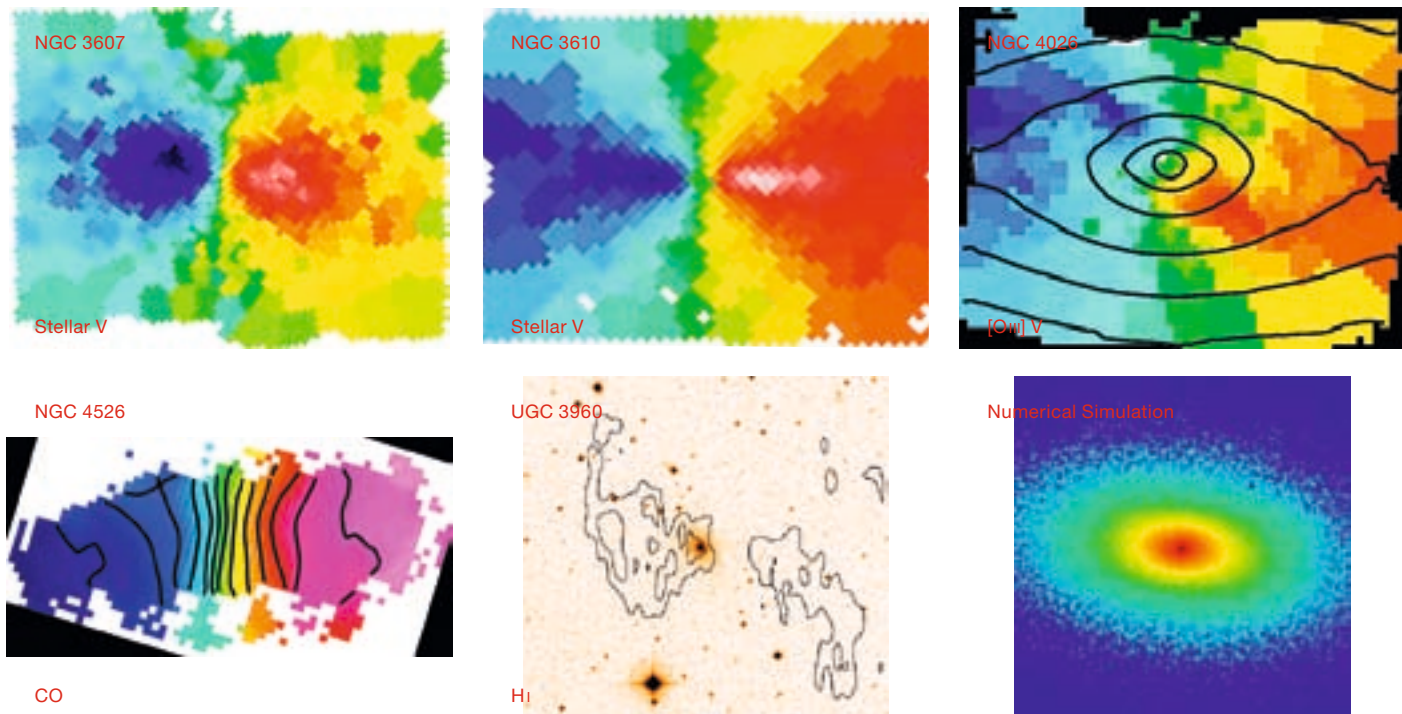 NGC 3607
NGC 3610
NGC 4026
Stellar V
Stellar V
[OIII] V
NGC 4526
UGC 3960
Numerical Simulation
CO
HI